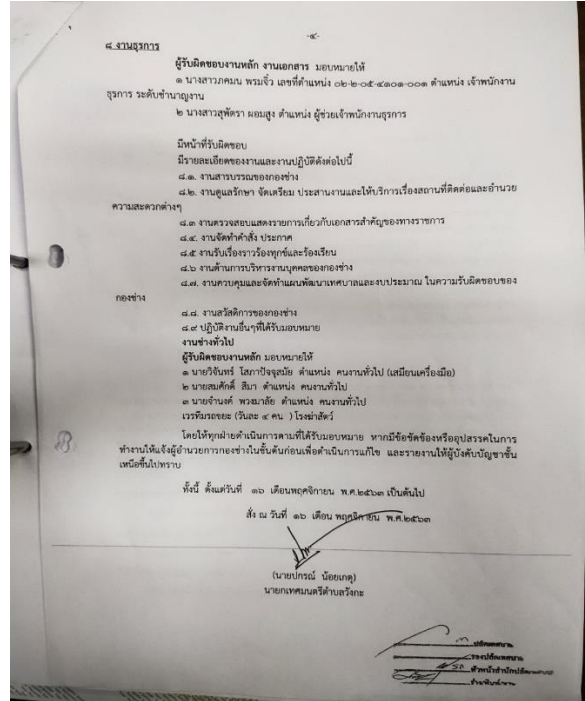 -๔-
๘ งานธุรการ
ผู้รับผิดชอบงานหลัก งานเอกสาร มอบหมายให้
๑ นางสาวภคมน พรมจิ๋ว เลขที่ตำแหน่ง ๐๒-๒-๐๕-๔๑๐๑-๐๐๑ ตำแหน่ง เจ้าพนักงาน
ธุรการ ระดับชำนาญงาน
๒ นางสาวสุพัตรา ผอมสูง ตำแหน่ง ผู้ช่วยเจ้าพนักงานธุรการ
มีหน้าที่รับผิดชอบ
มีรายละเอียดของงานและงานปฏิบัติดังต่อไปนี้
๘.๑. งานสารบรรณของกองช่าง
๘.๒. งานดูแลรักษา จัดเตรียม ประสานงานและให้บริการเรื่องสถานที่ติดต่อและอำนวย
ความสะดวกต่างๆ
๘.๓ งานตรวจสอบแสดงรายการเกี่ยวกับเอกสารสำคัญของทางราชการ
๘.๔. งานจัดทำคำสั่ง ประกาศ
๘.๕ งานรับเรื่องราวร้องทุกข์และร้องเรียน
๘.๖ งานด้านการบริหารงานบุคคลของกองช่าง
๘.๗. งานควบคุมและจัดทำแผนพัฒนาเทศบาลและงบประมาณ ในความรับผิดชอบของ
กองช่าง
๘.๘. งานสวัสดิการของกองช่าง
๘.๙ ปฏิบัติงานอื่นๆที่ได้รับมอบหมาย
งานช่างทั่วไป
ผู้รับผิดชอบงานหลัก มอบหมายให้
๑ นายวิจันทร์ โสภาปัจจุสมัย ตำแหน่ง คนงานทั่วไป (เสมียนเครื่องมือ)
๒ นายสมศักดิ์ สีมา ตำแหน่ง คนงานทั่วไป
๓ นายจำนงค์ พวงมาลัย ตำแหน่ง คนงานทั่วไป
เวรทีมรถขยะ (วันละ ๔ คน ) โรงฆ่าสัตว์
โดยให้ทุกฝ่ายดำเนินการตามที่ได้รับมอบหมาย หากมีข้อขัดข้องหรืออุปสรรคในการ
ทำงานให้แจ้งผู้อำนวยการกองช่างในชั้นต้นก่อนเพื่อดำเนินการแก้ไข และรายงานให้ผู้บังคับบัญชาชั้น
เหนือขึ้นไปทราบ
ทั้งนี้ ตั้งแต่วันที่ ๑๖ เดือนพฤศจิกายน พ.ศ.๒๕๖๓ เป็นต้นไป
สั่ง ณ วันที่ ๑๖ เดือน พฤศจิกายน พ.ศ.๒๕๖๓
(นายปกรณ์ น้อยเกตุ)
นายกเทศมนตรีตำบลวังกะ
ปลัดเทศบาล
รองปลัดเทศบาล
หัวหน้าสำนักปลัดเทศบาล